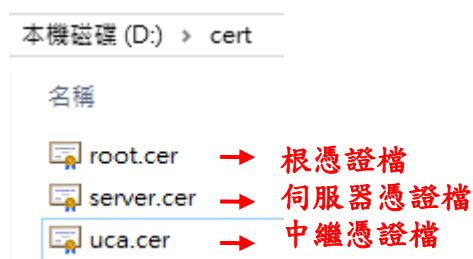 本機磁碟 (D:) › cert
名稱
root.cer → 根憑證檔
server.cer → 伺服器憑證檔
uca.cer → 中繼憑證檔